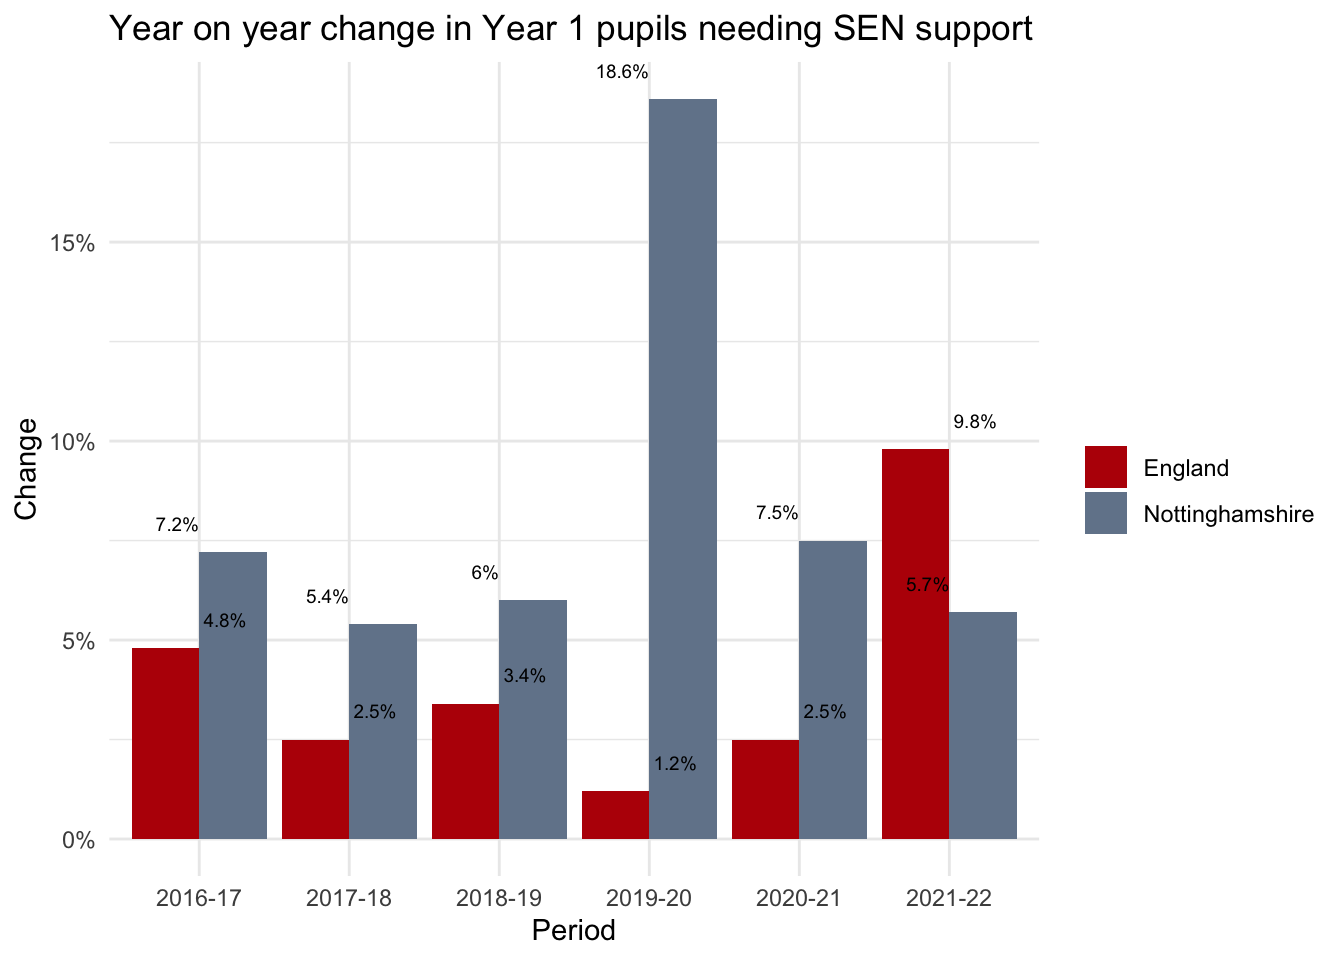 Year on year change in Year 1 pupils needing SEN support
18.6%
15%
9.8%
10%
Change
England
7.2%
7.5%
Nottinghamshire
6%
5.4%
5.7%
4.8%
5%
3.4%
2.5%
2.5%
1.2%
0%
2016-17 2017-18 2018-19 2019-20 2020-21 2021-22
Period